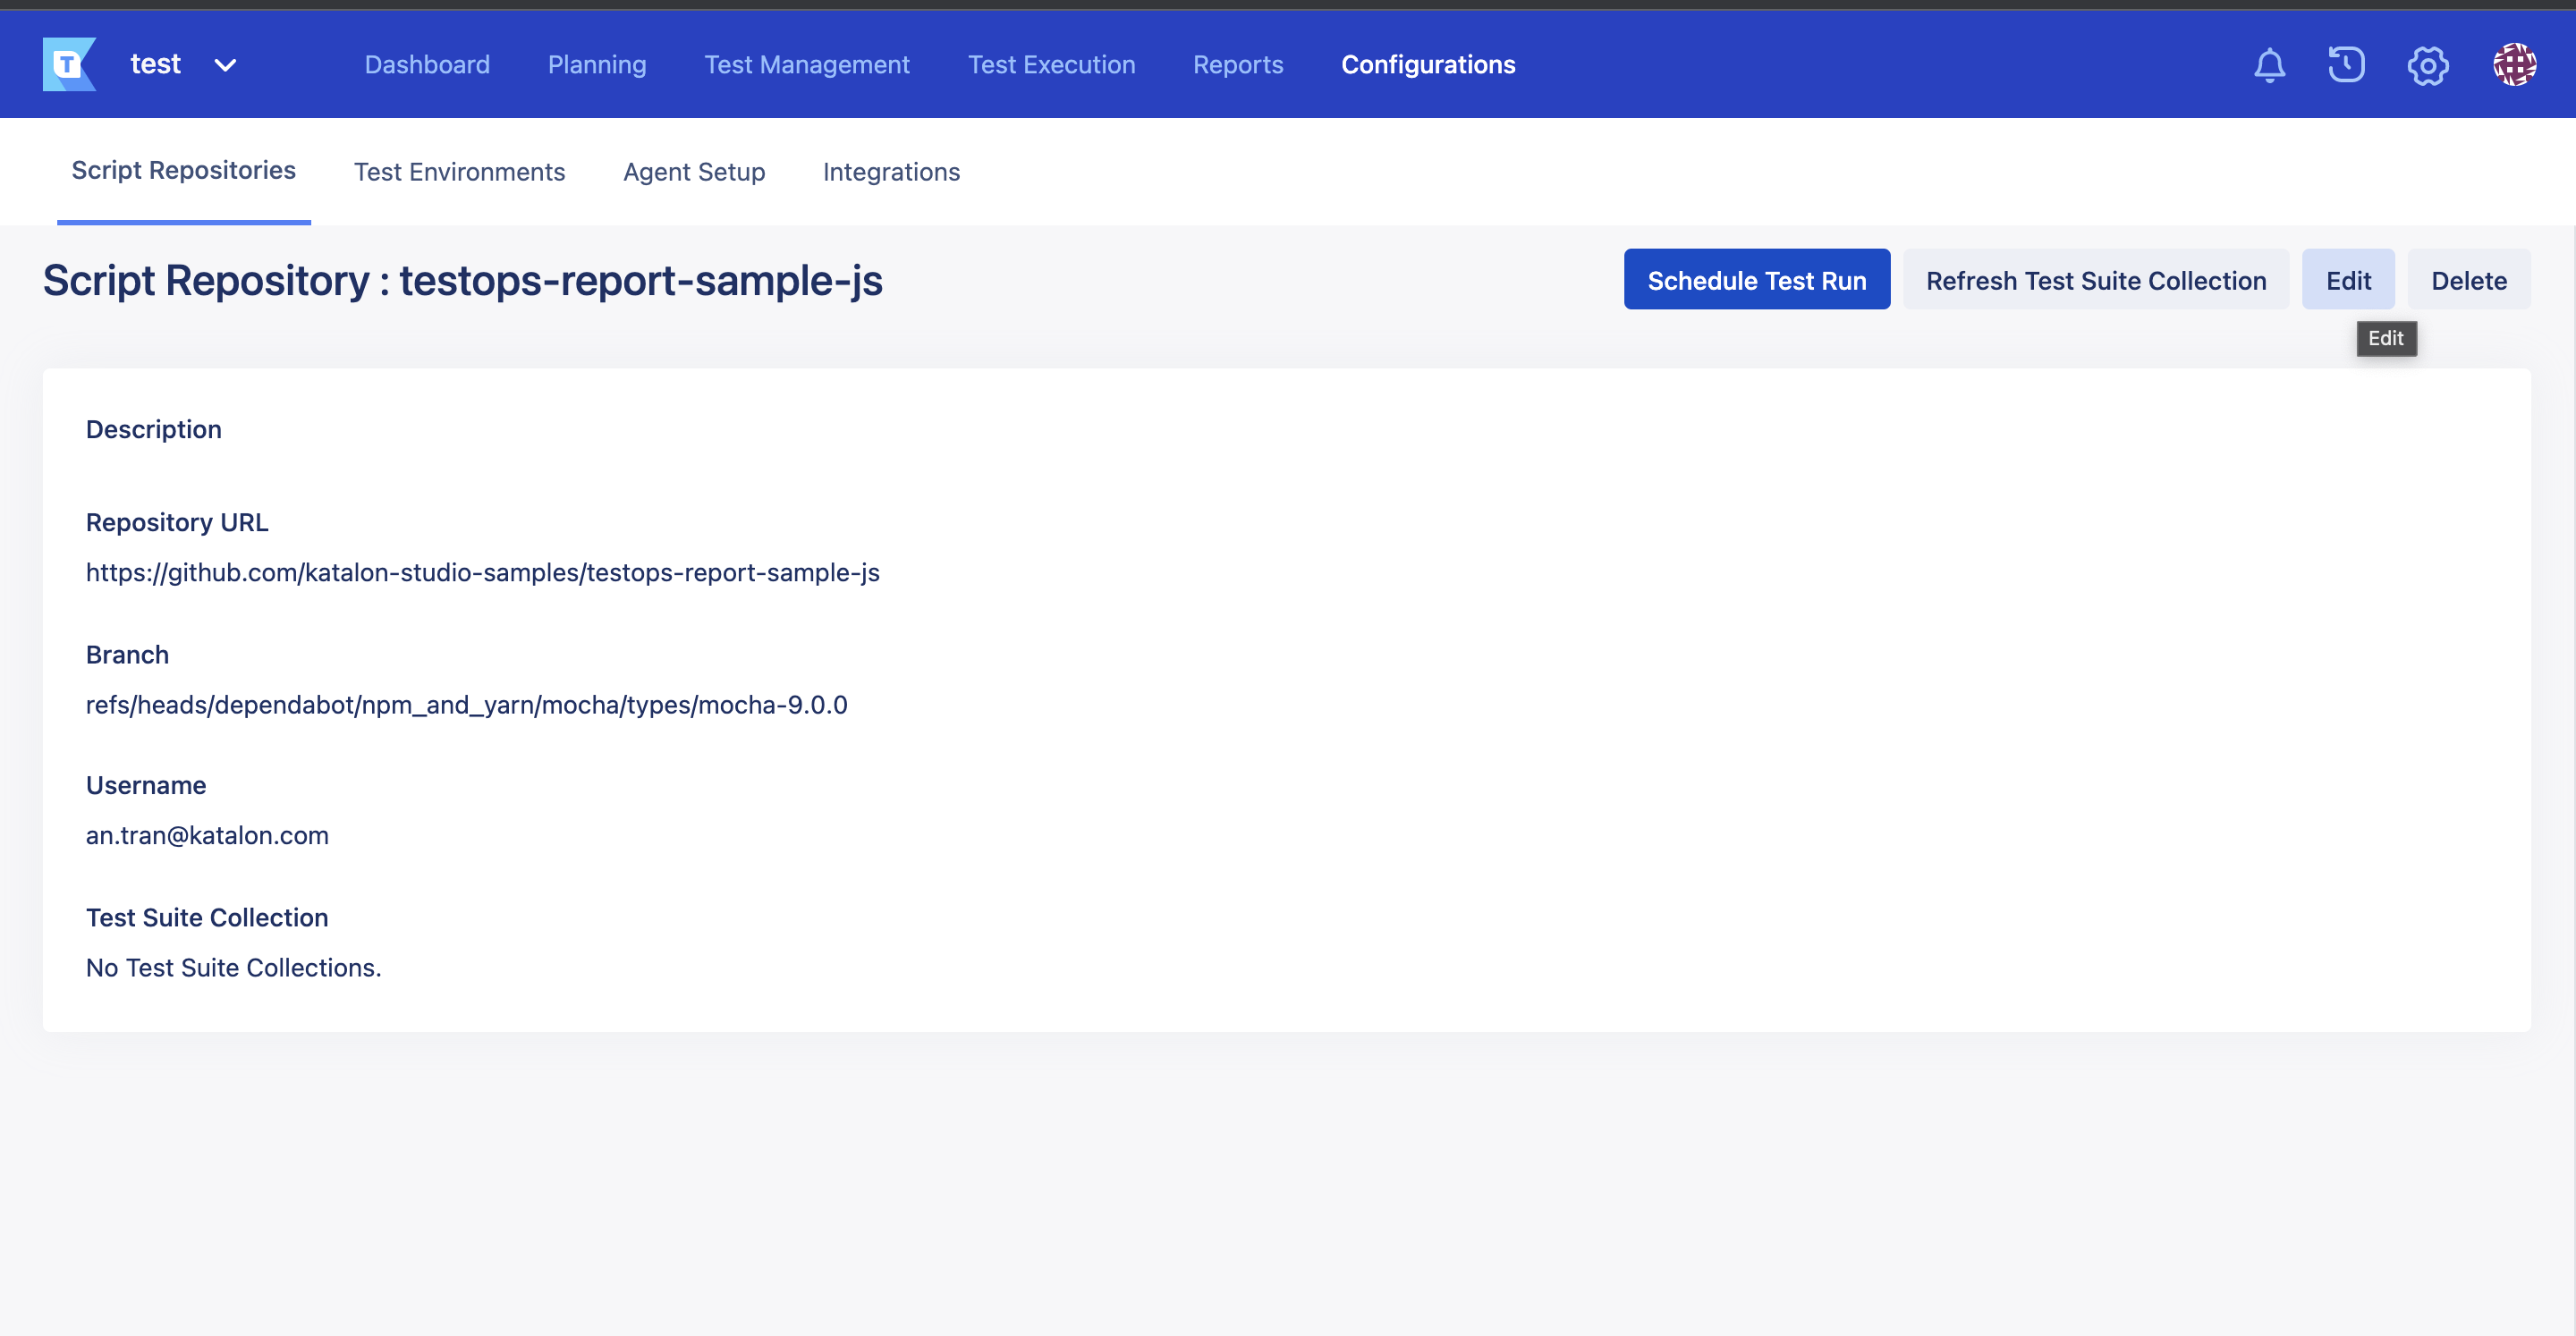 T
test
Dashboard
Planning
Test Management
Test Execution
Reports
Configurations
Script Repositories
Test Environments
Agent Setup
Integrations
Script Repository : testops-report-sample-js
Schedule Test Run
Refresh Test Suite Collection
Edit
Delete
Edit
Description
Repository URL
https://github.com/katalon-studio-samples/testops-report-sample-js
Branch
refs/heads/dependabot/npm_and_yarn/mocha/types/mocha-9.0.0
Username
an.tran@katalon.com
Test Suite Collection
No Test Suite Collections.